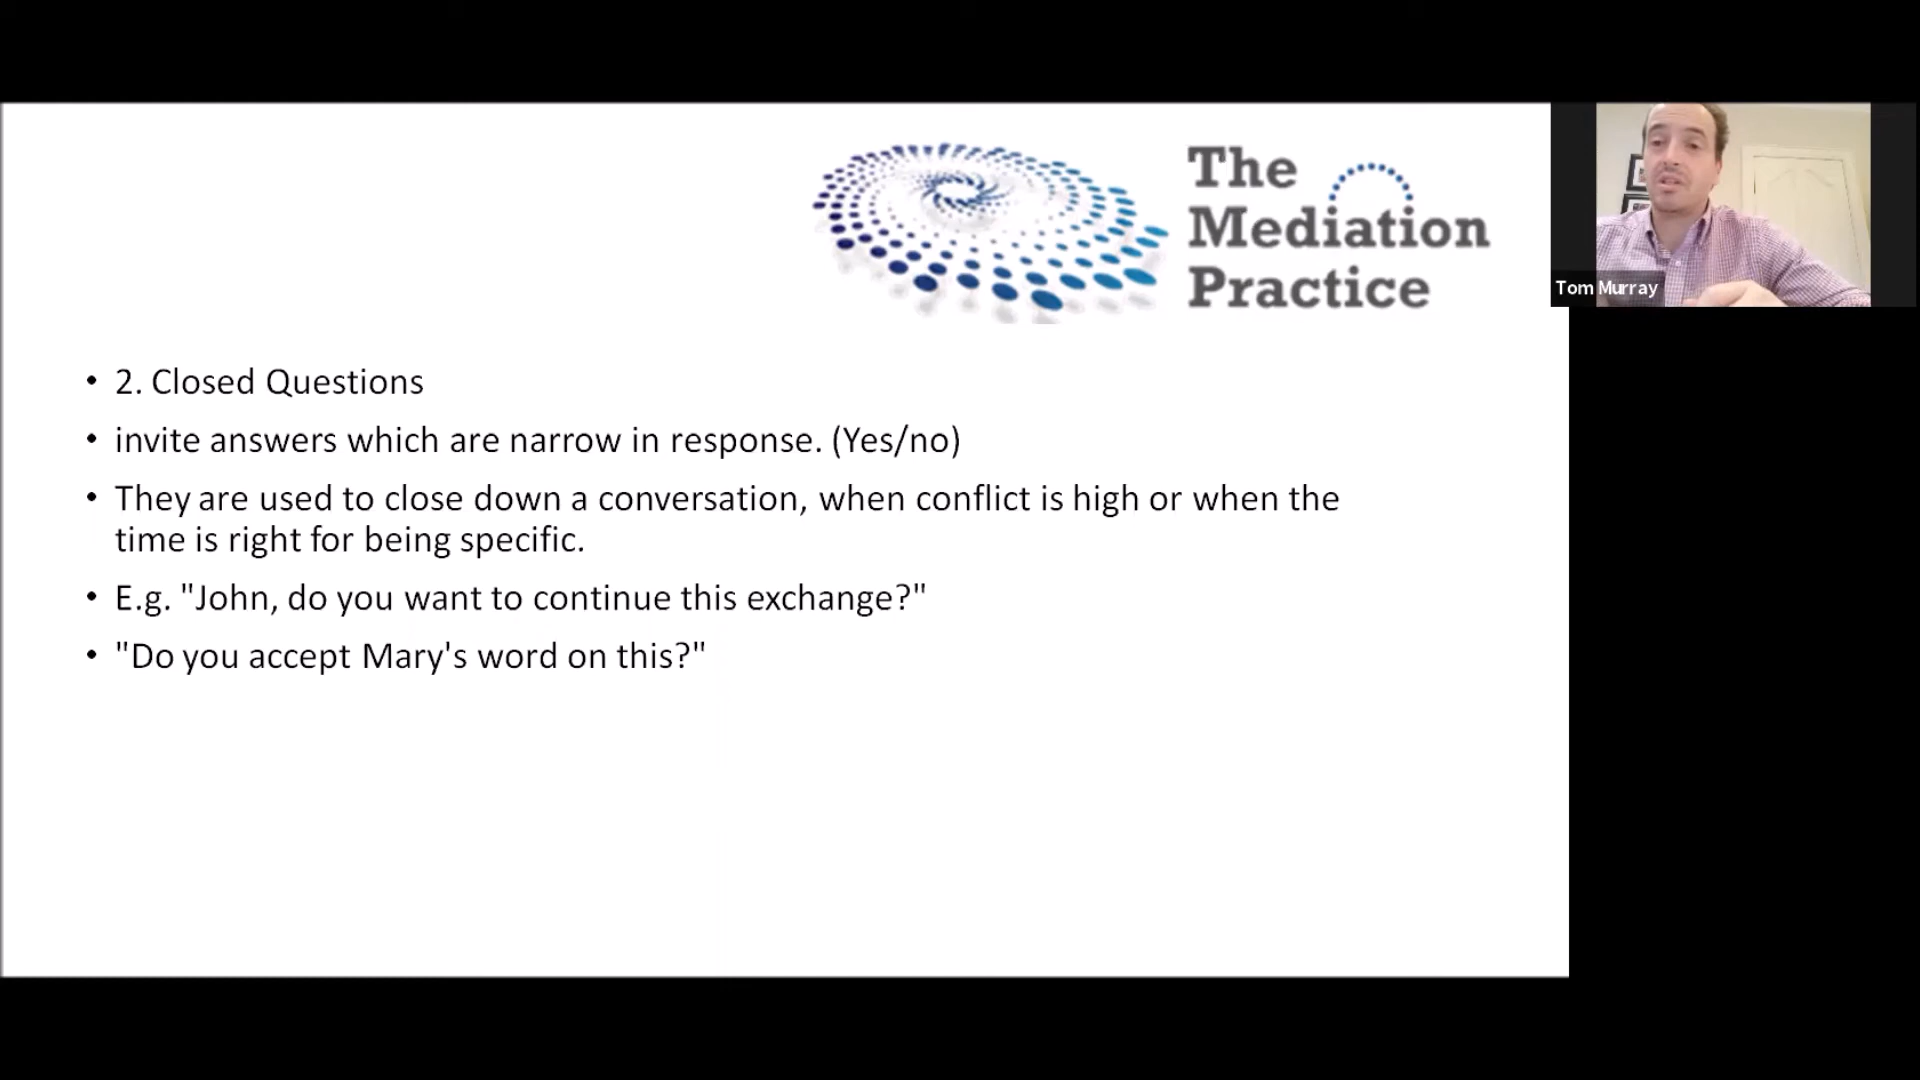 The
Mediation
Practice
Tom Murray
• 2. Closed Questions
• invite answers which are narrow in response. (Yes/no)
• They are used to close down a conversation, when conflict is high or when the
time is right for being specific.
• E.g. "John, do you want to continue this exchange?"
• "Do you accept Mary's word on this?"